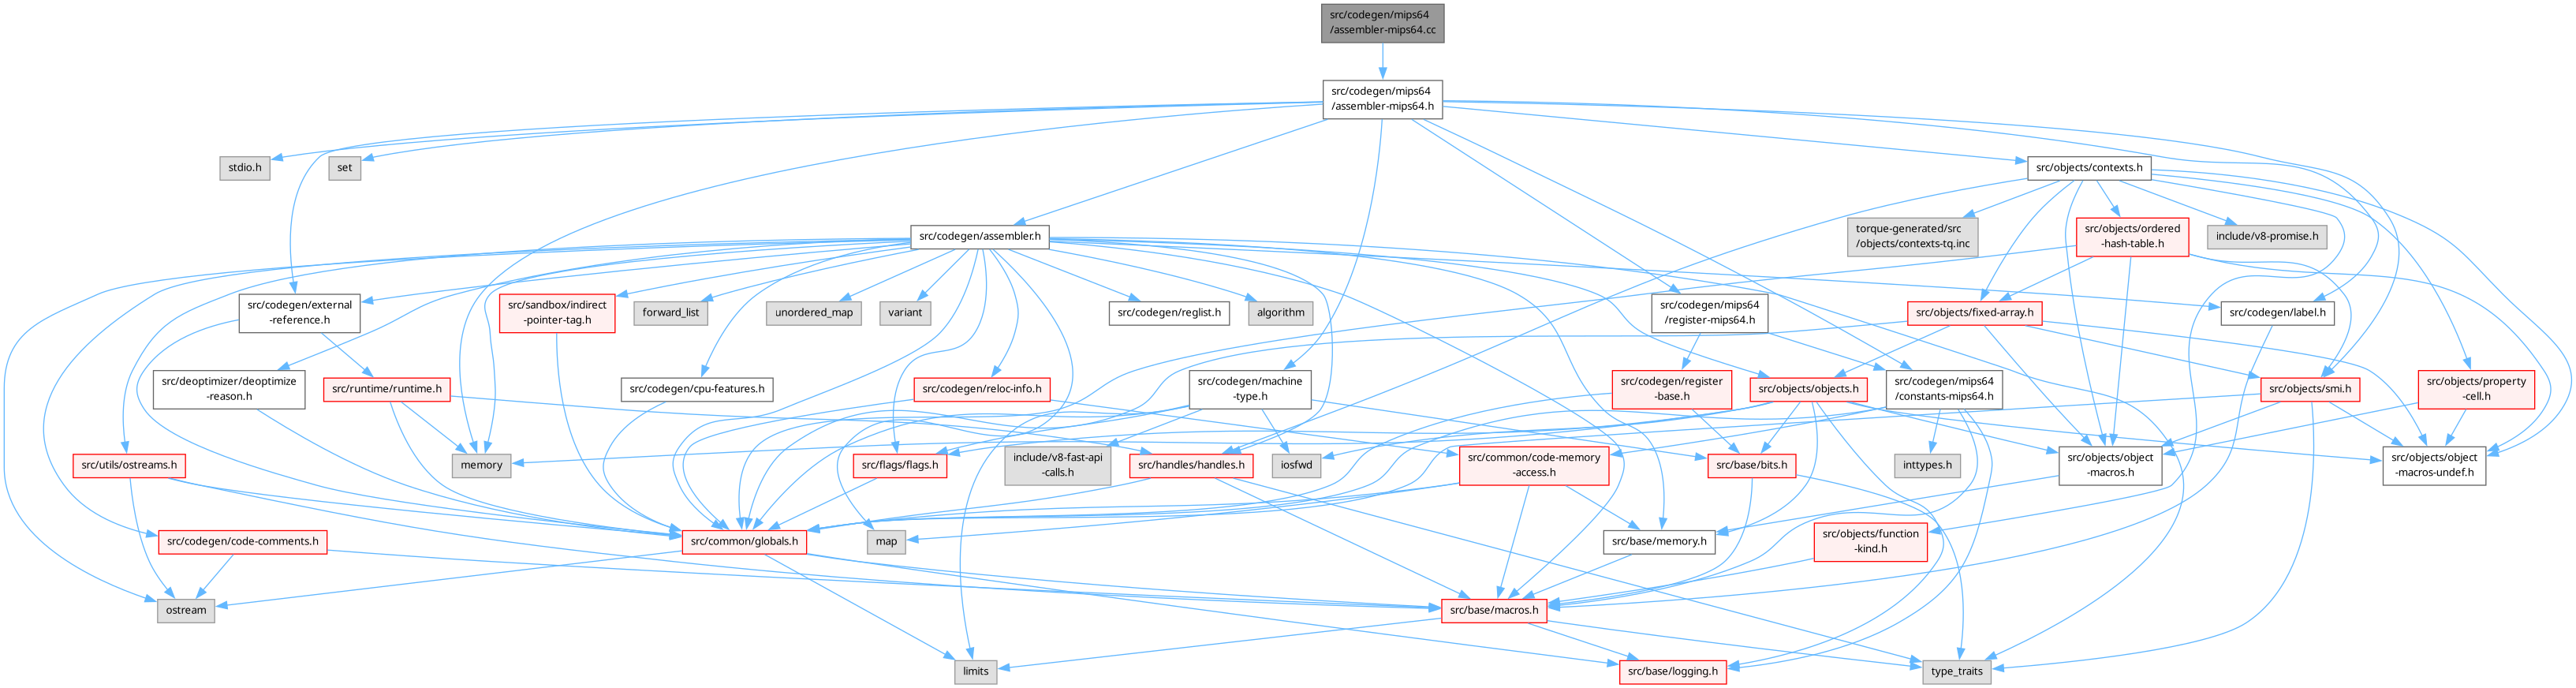 src/codegen/mips64
/assembler-mips64.cc
src/codegen/mips64
/assembler-mips64.h
stdio.h
set
src/objects/contexts.h
src/codegen/assembler.h
torque-generated/src
/objects/contexts-tq.inc
src/objects/ordered
-hash-table.h
include/v8-promise.h
src/codegen/external
-reference.h
src/sandbox/indirect
-pointer-tag.h
forward_list
unordered_map
variant
src/codegen/reglist.h
algorithm
src/codegen/mips64
/register-mips64.h
src/objects/fixed-array.h
src/codegen/label.h
src/deoptimizer/deoptimize
-reason.h
src/runtime/runtime.h
src/codegen/cpu-features.h
src/codegen/reloc-info.h
src/codegen/machine
-type.h
src/codegen/register
-base.h
src/objects/objects.h
src/codegen/mips64
/constants-mips64.h
src/objects/smi.h
src/objects/property
-cell.h
src/utils/ostreams.h
memory
src/flags/flags.h
include/v8-fast-api
-calls.h
src/handles/handles.h
iosfwd
src/common/code-memory
-access.h
src/base/bits.h
inttypes.h
src/objects/object
-macros.h
src/objects/object
-macros-undef.h
src/codegen/code-comments.h
src/common/globals.h
map
src/base/memory.h
src/objects/function
-kind.h
ostream
src/base/macros.h
limits
src/base/logging.h
type_traits